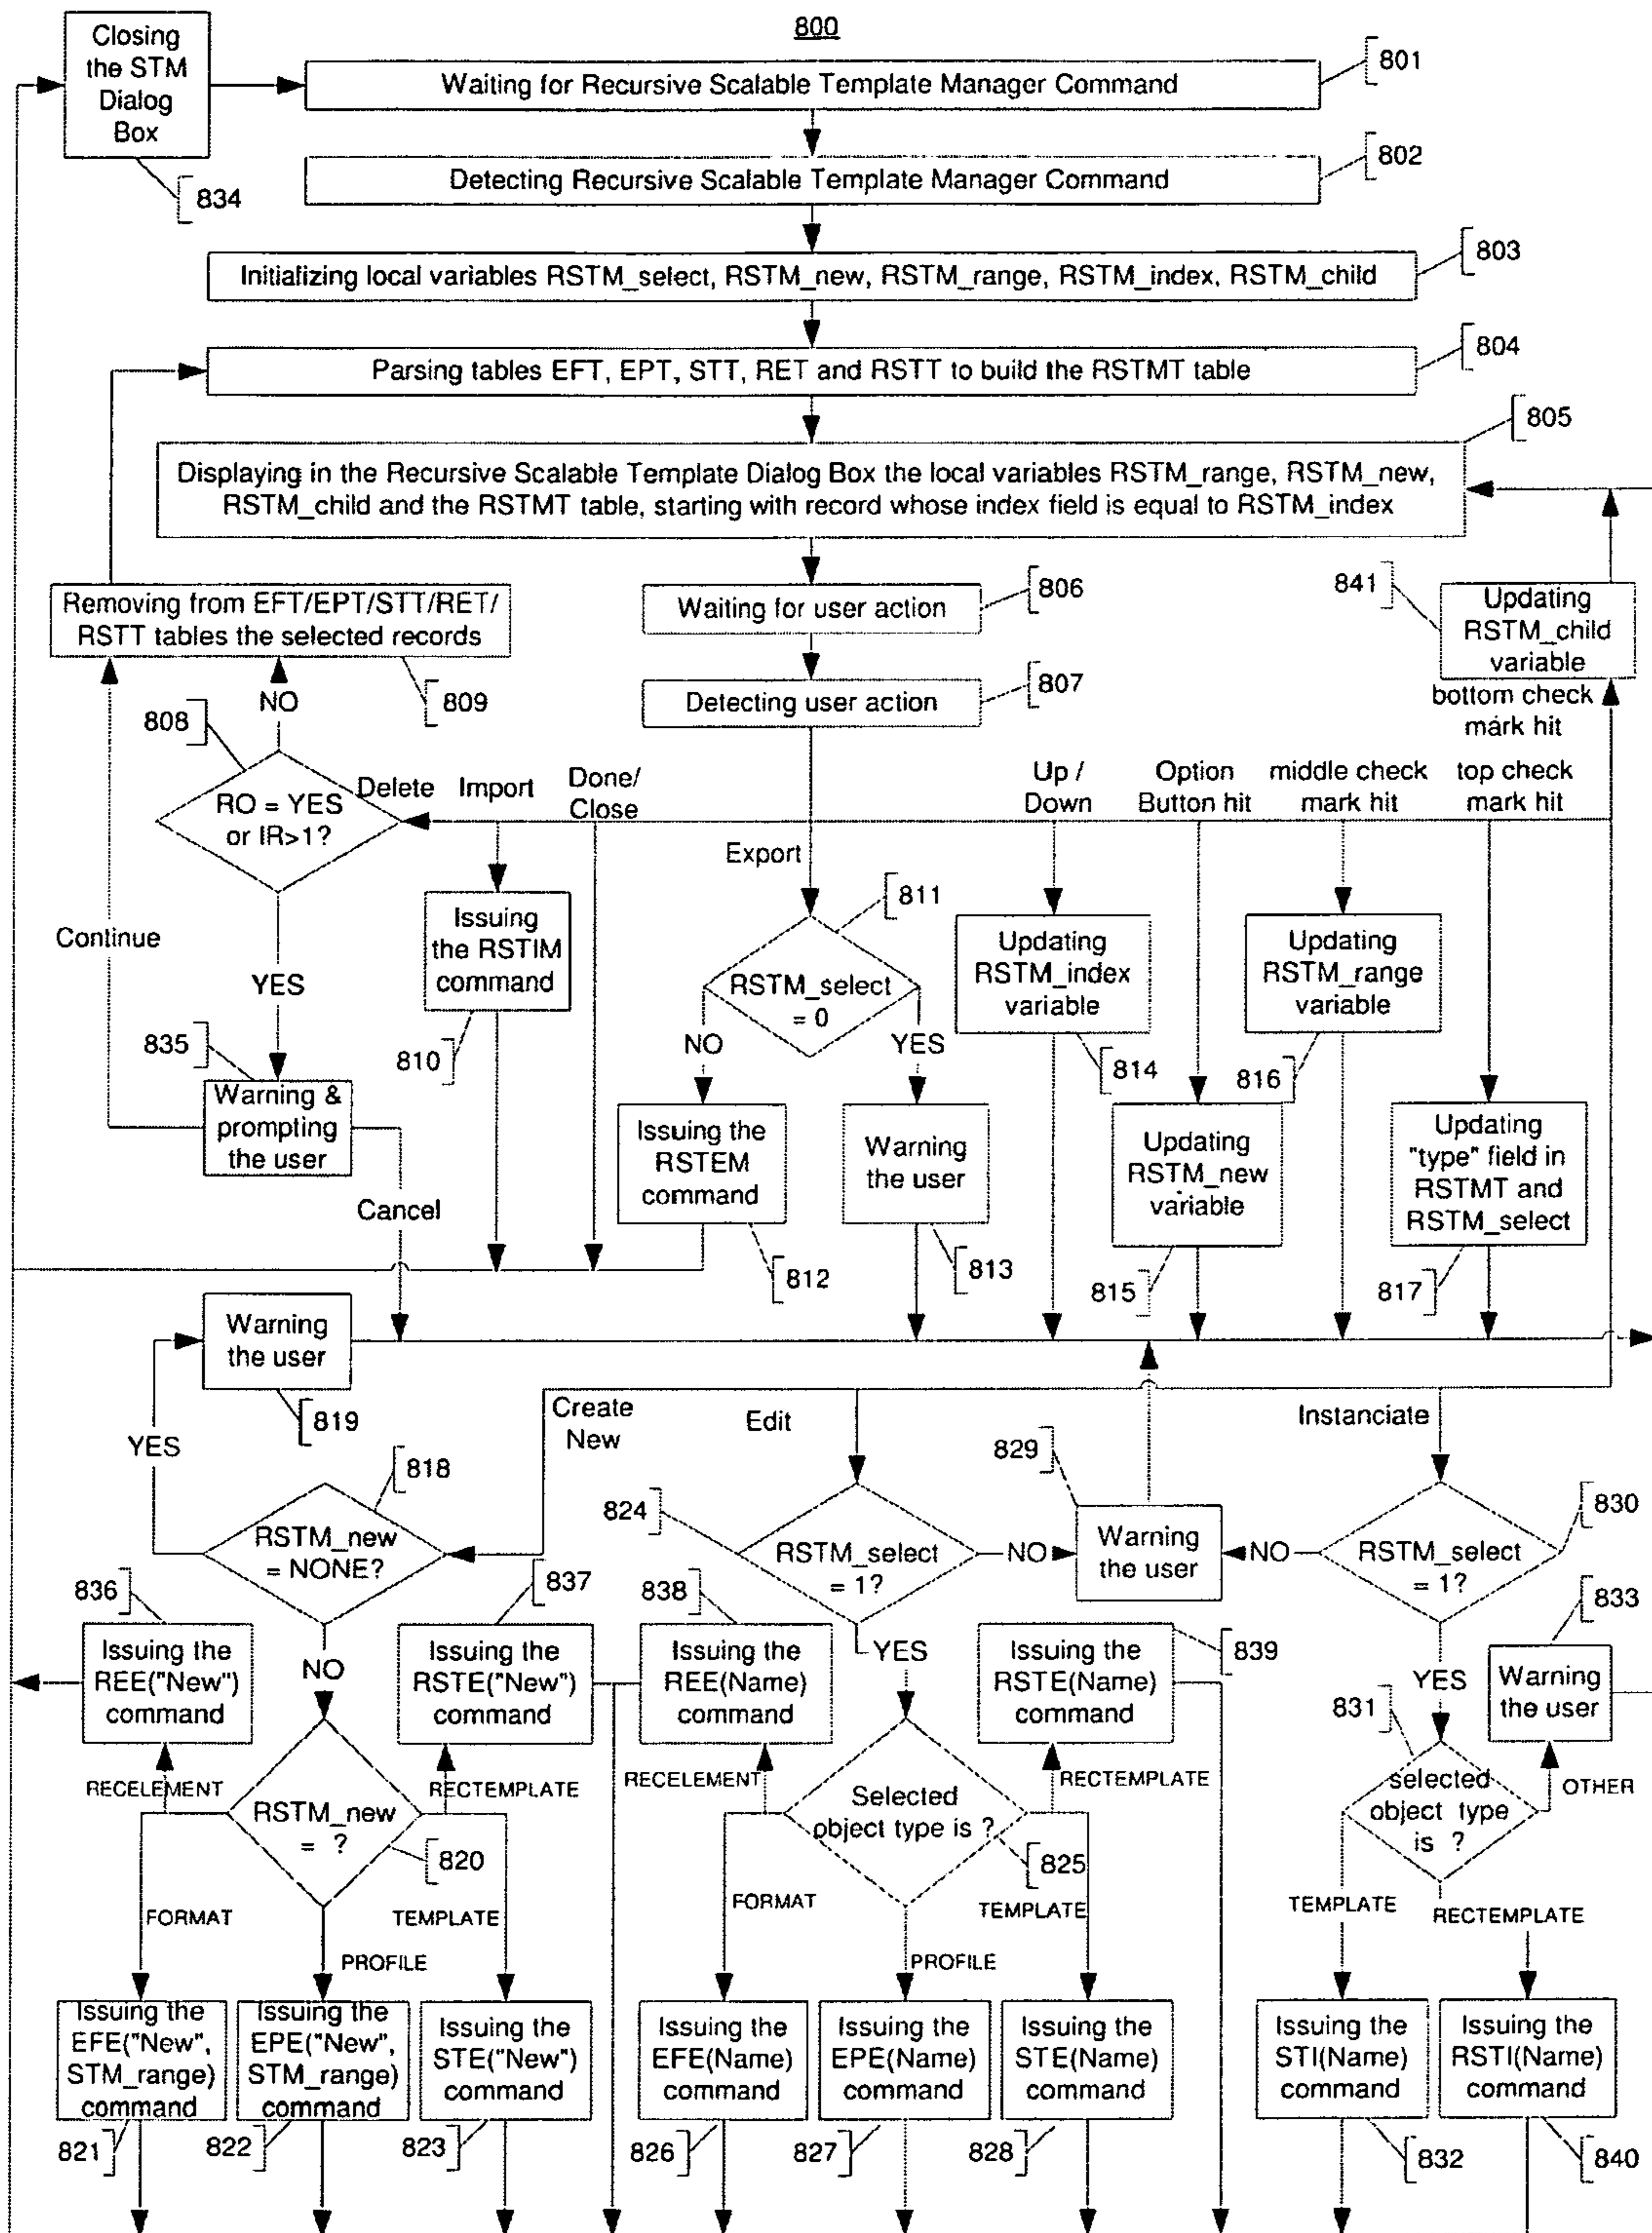 800
Closing
the STM
Dialog
Box
834
Waiting for Recursive Scalable Template Manager Command
801
Detecting Recursive Scalable Template Manager Command
802
Initializing local variables RSTM_select, RSTM_new, RSTM_range, RSTM_index, RSTM_child
803
Parsing tables EFT, EPT, STT, RET and RSTT to build the RSTMT table
804
Displaying in the Recursive Scalable Template Dialog Box the local variables RSTM_range, RSTM_new,
RSTM_child and the RSTMT table, starting with record whose index field is equal to RSTM_index
805
Removing from EFT/EPT/STT/RET/
RSTT tables the selected records
809
Waiting for user action
806
841
Updating
RSTM_child
variable
Detecting user action
807
bottom check
mark hit
NO
808
RO = YES
or IR>1?
Delete
Import
Done/
Close
Up /
Down
Option
Button hit
middle check
mark hit
top check
mark hit
Export
Continue
YES
Issuing
the RSTIM
command
810
811
RSTM_select
= 0
NO
YES
Updating
RSTM_index
variable
814
Updating
RSTM_range
variable
816
835
Warning &
prompting
the user
Cancel
Issuing the
RSTEM
command
812
Warning
the user
813
Updating
RSTM_new
variable
815
Updating
"type" field in
RSTMT and
RSTM_select
817
Warning
the user
819
YES
Create
New
Edit
Instanciate
818
RSTM_new
= NONE?
824
RSTM_select
= 1?
NO
829
Warning
the user
NO
RSTM_select
= 1?
830
836
Issuing the
REE("New")
command
NO
837
Issuing the
RSTE("New")
command
838
Issuing the
REE(Name)
command
YES
Issuing the
RSTE(Name)
command
839
YES
833
Warning
the user
RECELEMENT
RSTM_new
= ?
820
RECTEMPLATE
RECELEMENT
Selected
object type is ?
825
RECTEMPLATE
831
selected
object type
is ?
OTHER
FORMAT
PROFILE
TEMPLATE
FORMAT
PROFILE
TEMPLATE
TEMPLATE
RECTEMPLATE
Issuing the
EFE("New",
STM_range)
command
821
Issuing the
EPE("New",
STM_range)
command
822
Issuing the
STE("New")
command
823
Issuing the
EFE(Name)
command
826
Issuing the
EPE(Name)
command
827
Issuing the
STE(Name)
command
828
Issuing the
STI(Name)
command
832
Issuing the
RSTI(Name)
command
840